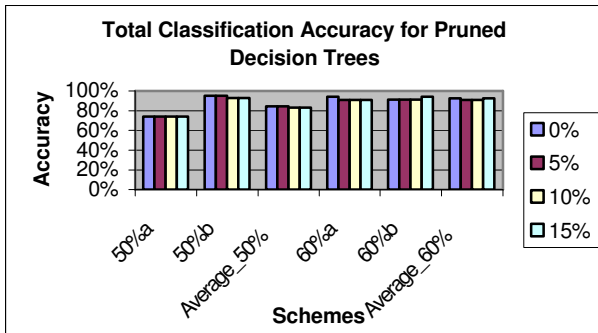 Total Classification Accuracy for Pruned
Decision Trees
100%
80%
60%
40%
20%
0%
Accuracy
50%a
50%b
Average_50%
60%a
60%b
Average_60%
Schemes
0%
5%
10%
15%